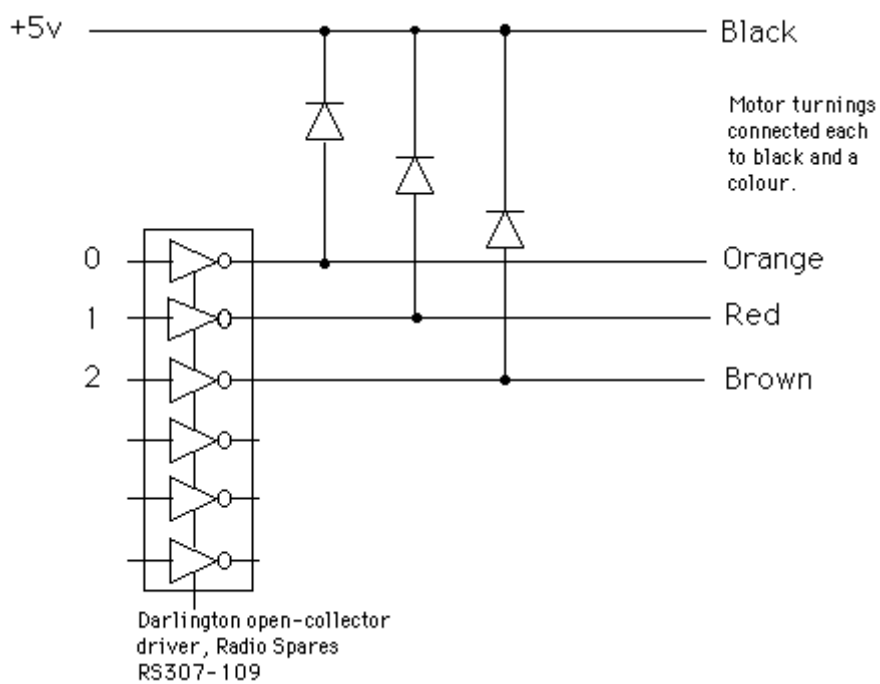 +5v
Black
Motor turnings
connected each
to black and a
colour.
0
Orange
1
Red
2
Brown
Darlington open-collector
driver, Radio Spares
RS307-109